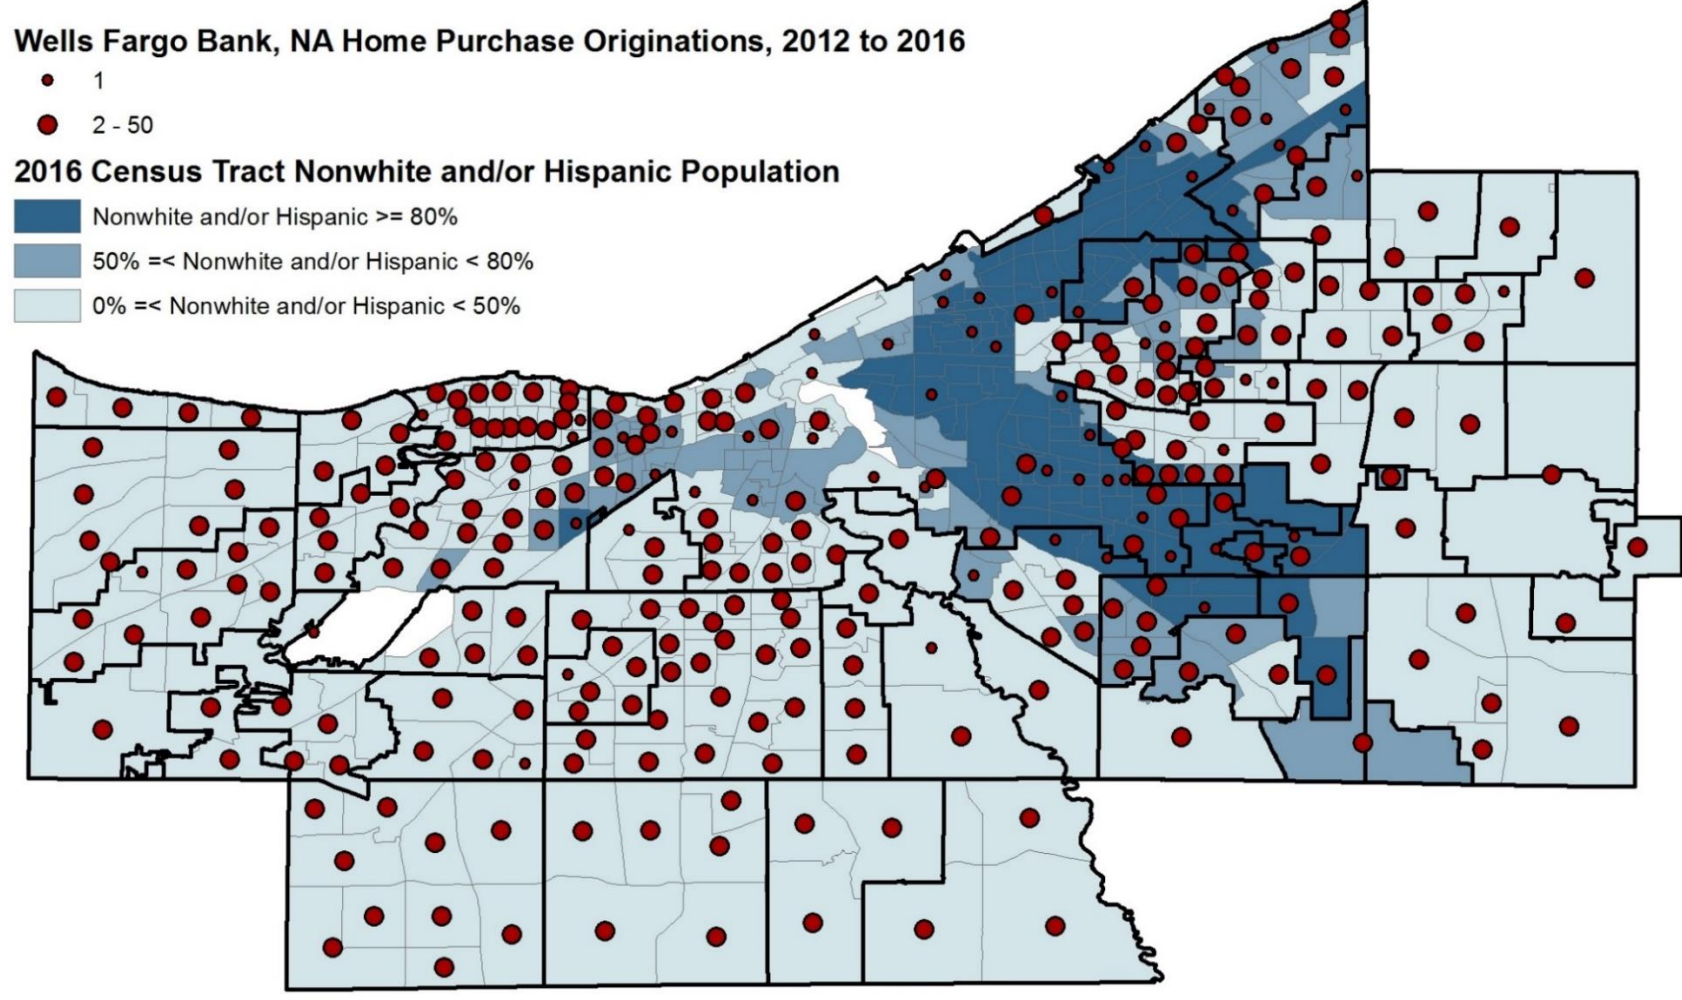 Wells Fargo Bank, NA Home Purchase Originations, 2012 to 2016
1
2 - 50
2016 Census Tract Nonwhite and/or Hispanic Population
Nonwhite and/or Hispanic >= 80%
50% =< Nonwhite and/or Hispanic < 80%
0% =< Nonwhite and/or Hispanic < 50%